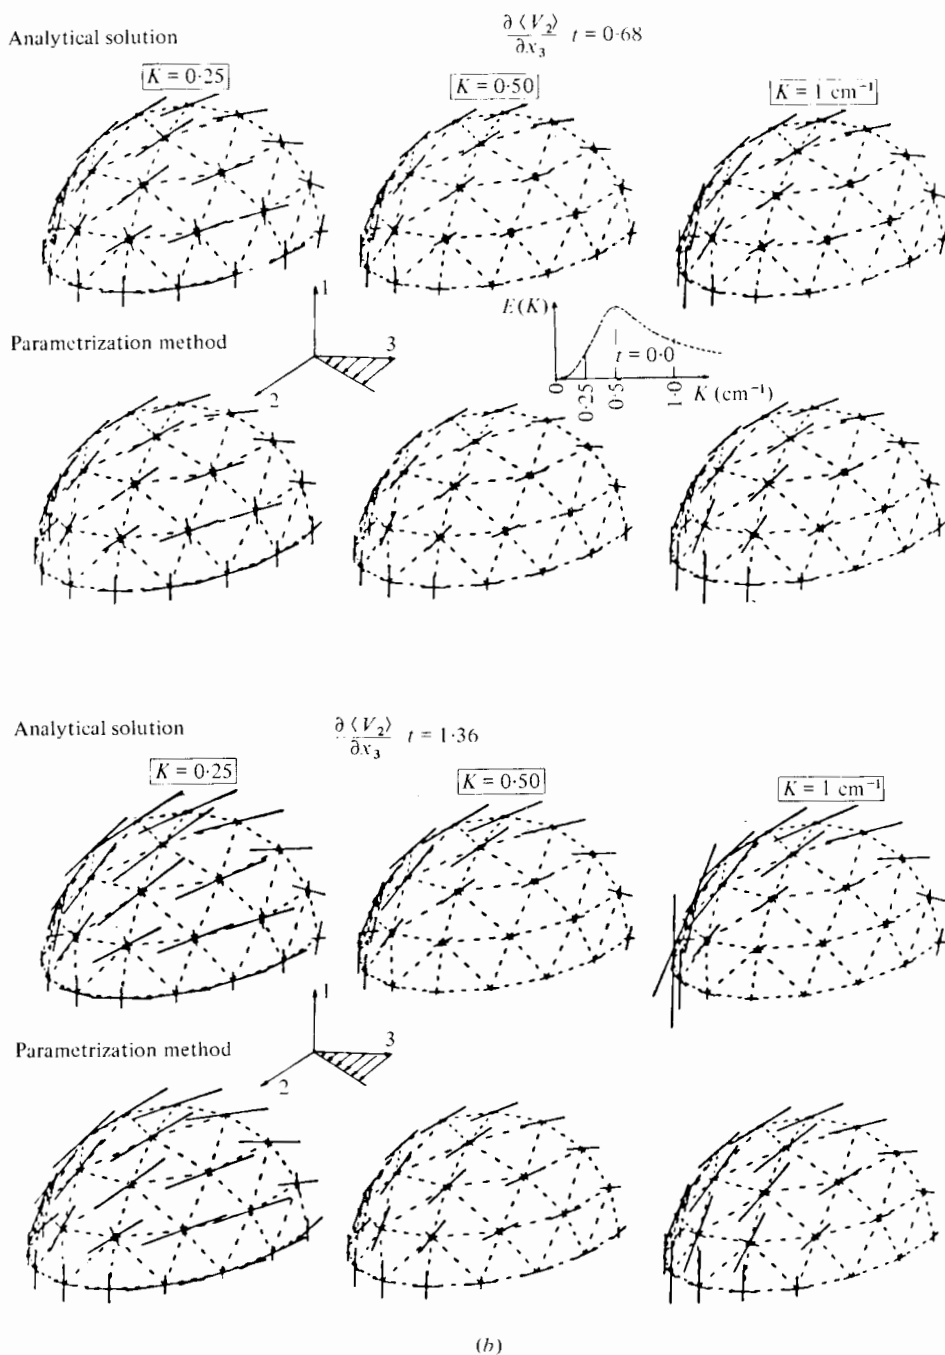 Analytical solution
∂⟨V₂⟩/∂x₃ t = 0·68
K = 0·25
K = 0·50
K = 1 cm⁻¹
Parametrization method
1
3
2
E(K)
t = 0·0
0
0·25
0·5
1·0
K (cm⁻¹)
Analytical solution
∂⟨V₂⟩/∂x₃ t = 1·36
K = 0·25
K = 0·50
K = 1 cm⁻¹
Parametrization method
1
3
2
(b)